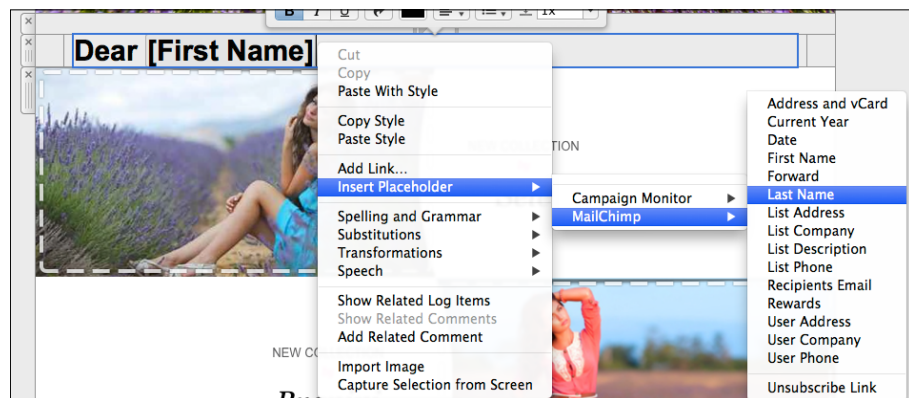 B I U 1x
Dear [First Name]
Cut
Copy
Paste With Style
Copy Style
Paste Style
Add Link...
Insert Placeholder
Spelling and Grammar
Substitutions
Transformations
Speech
Show Related Log Items
Show Related Comments
Add Related Comment
Import Image
Capture Selection from Screen
Campaign Monitor
MailChimp
Address and vCard
Current Year
Date
First Name
Forward
Last Name
List Address
List Company
List Description
List Phone
Recipients Email
Rewards
User Address
User Company
User Phone
Unsubscribe Link
NEW